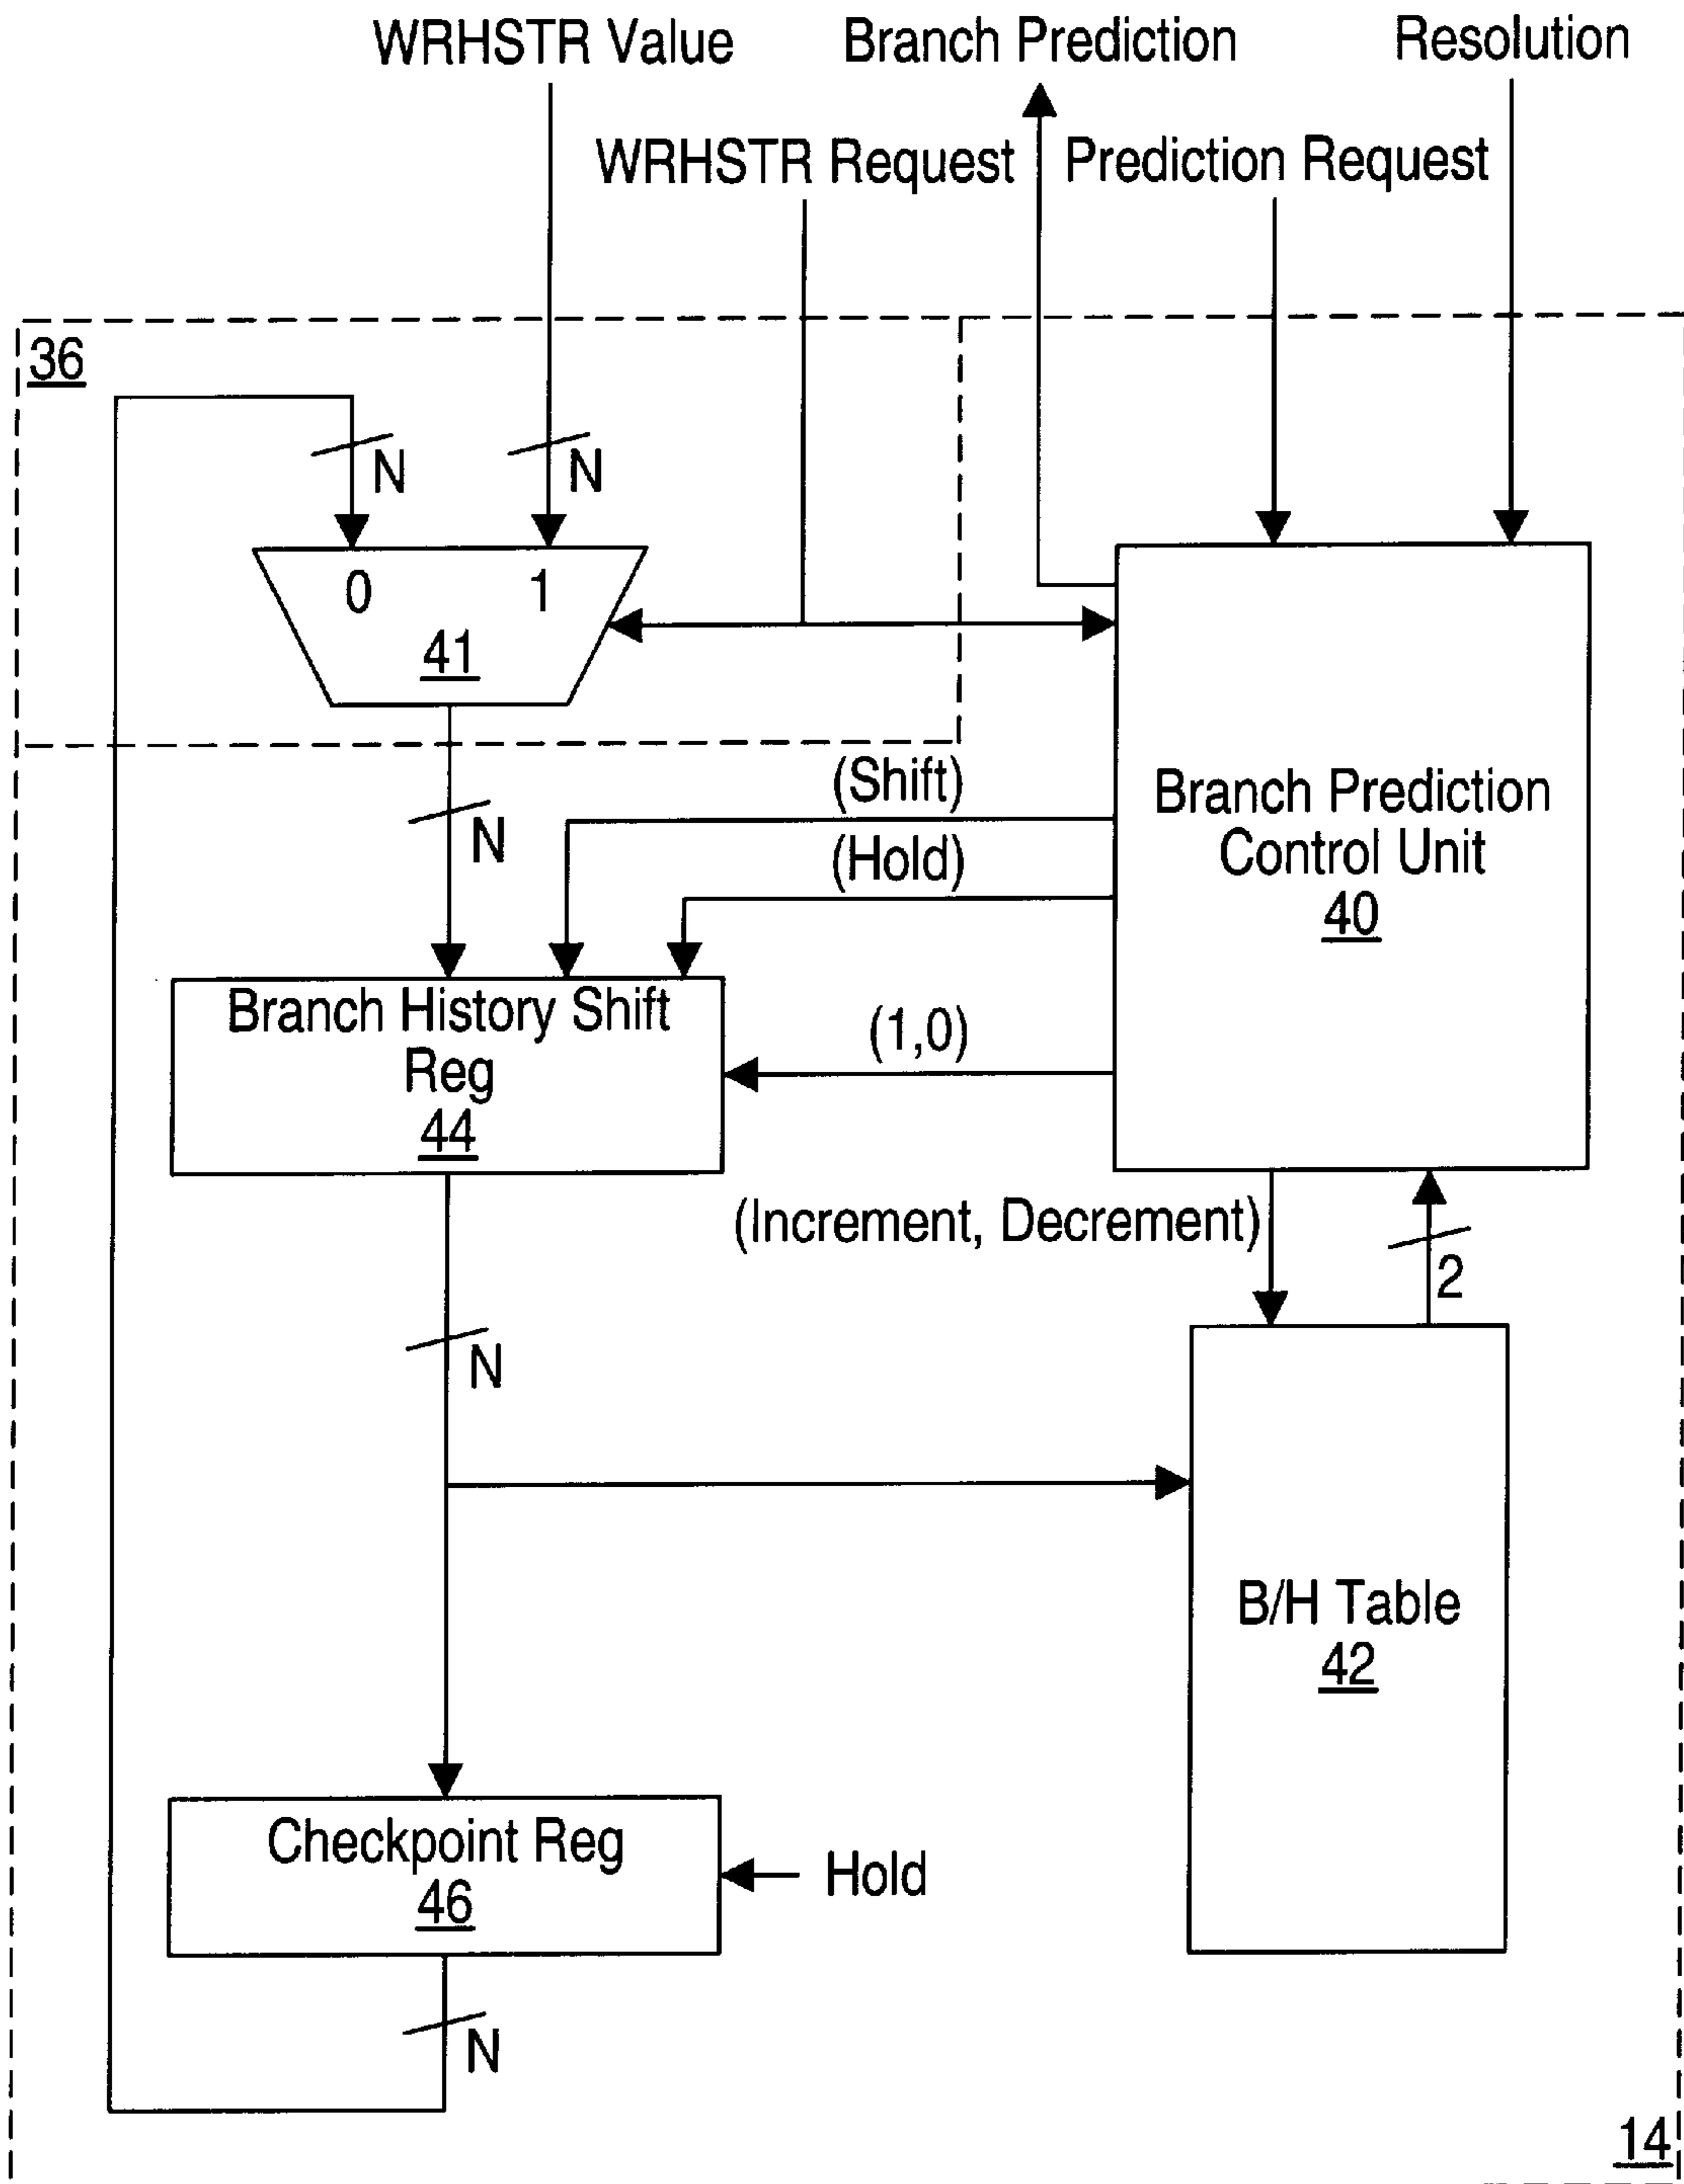 WRHSTR Value
Branch Prediction
Resolution
WRHSTR Request
Prediction Request
36
N
N
0
1
41
(Shift)
N
(Hold)
Branch Prediction
Control Unit
40
Branch History Shift
Reg
44
(1,0)
(Increment, Decrement)
2
N
B/H Table
42
Checkpoint Reg
46
Hold
N
14